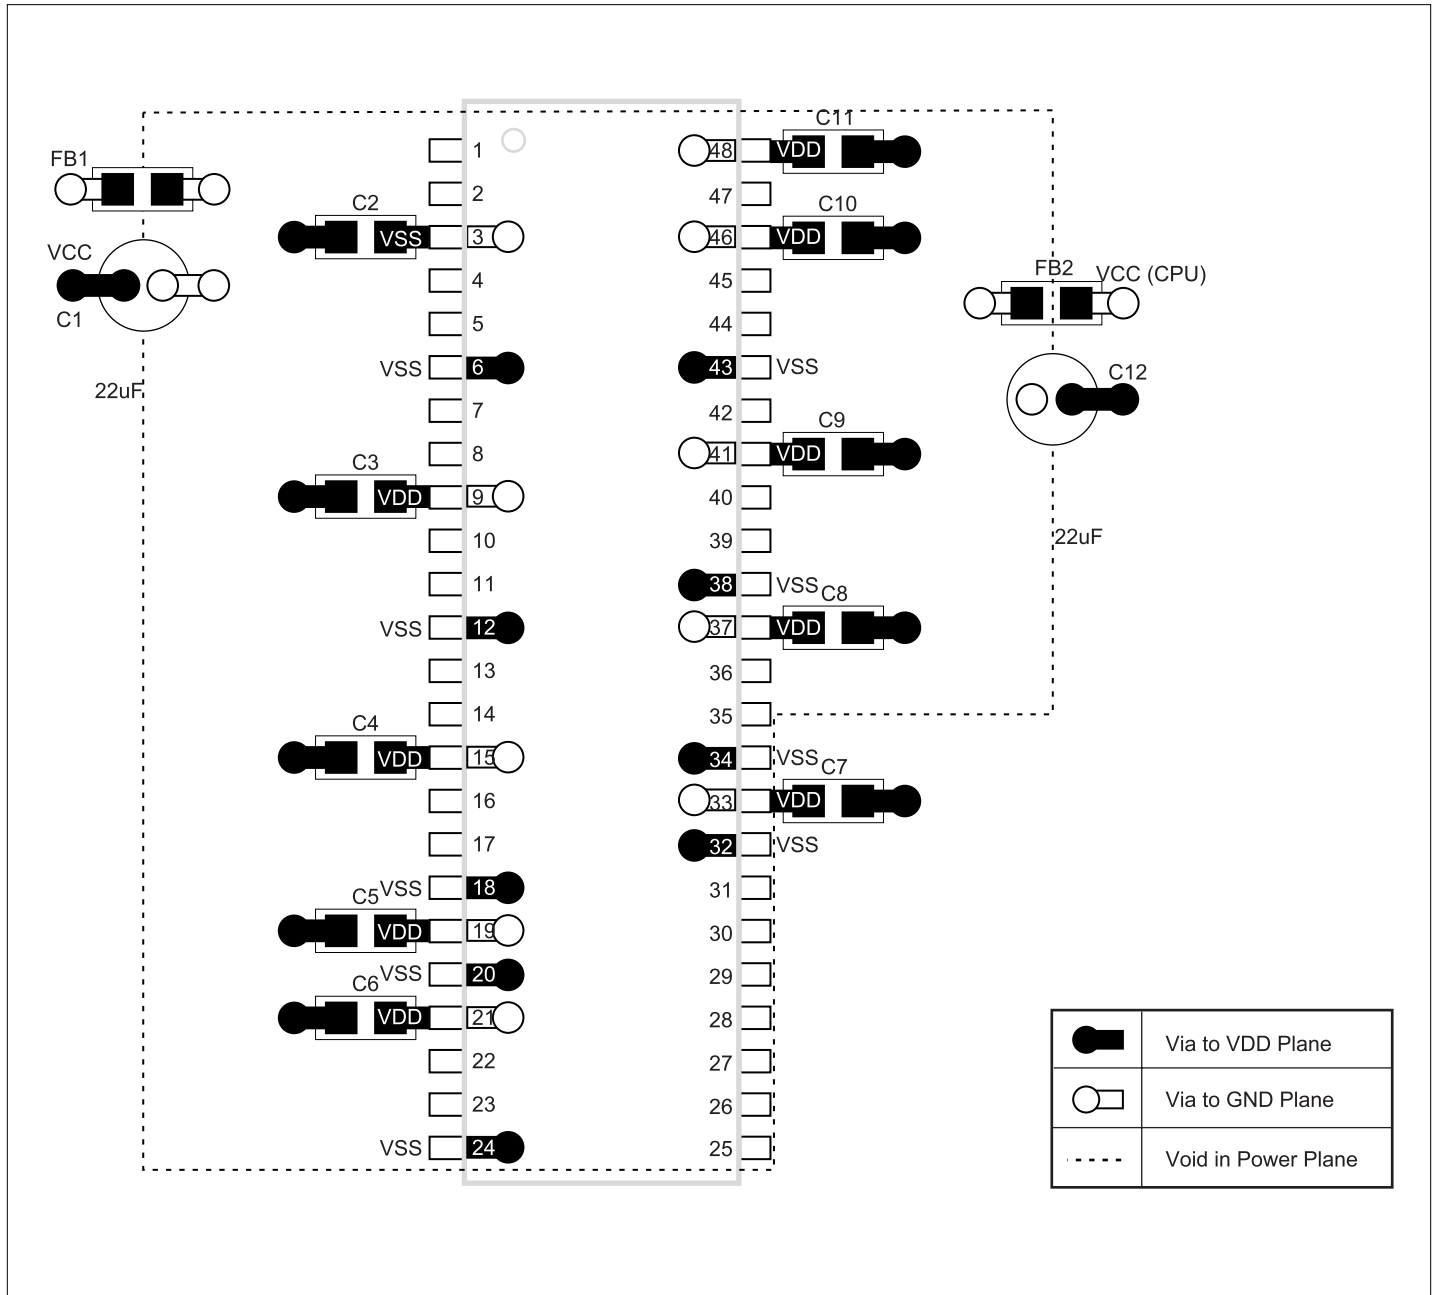 C11
FB1
1
48
VDD
2
47
C2
C10
VSS
3
46
VDD
VCC
4
45
FB2
VCC (CPU)
C1
5
44
VSS
6
43
VSS
C12
22uF
7
42
C9
8
41
VDD
C3
VDD
9
40
10
39
22uF
11
38
VSS
C8
VSS
12
37
VDD
13
36
14
35
C4
VDD
15
34
VSS
C7
16
33
VDD
17
32
VSS
C5
VSS
18
31
VDD
19
30
VSS
20
29
C6
VDD
21
28
22
27
23
26
VSS
24
25
Via to VDD Plane
Via to GND Plane
Void in Power Plane